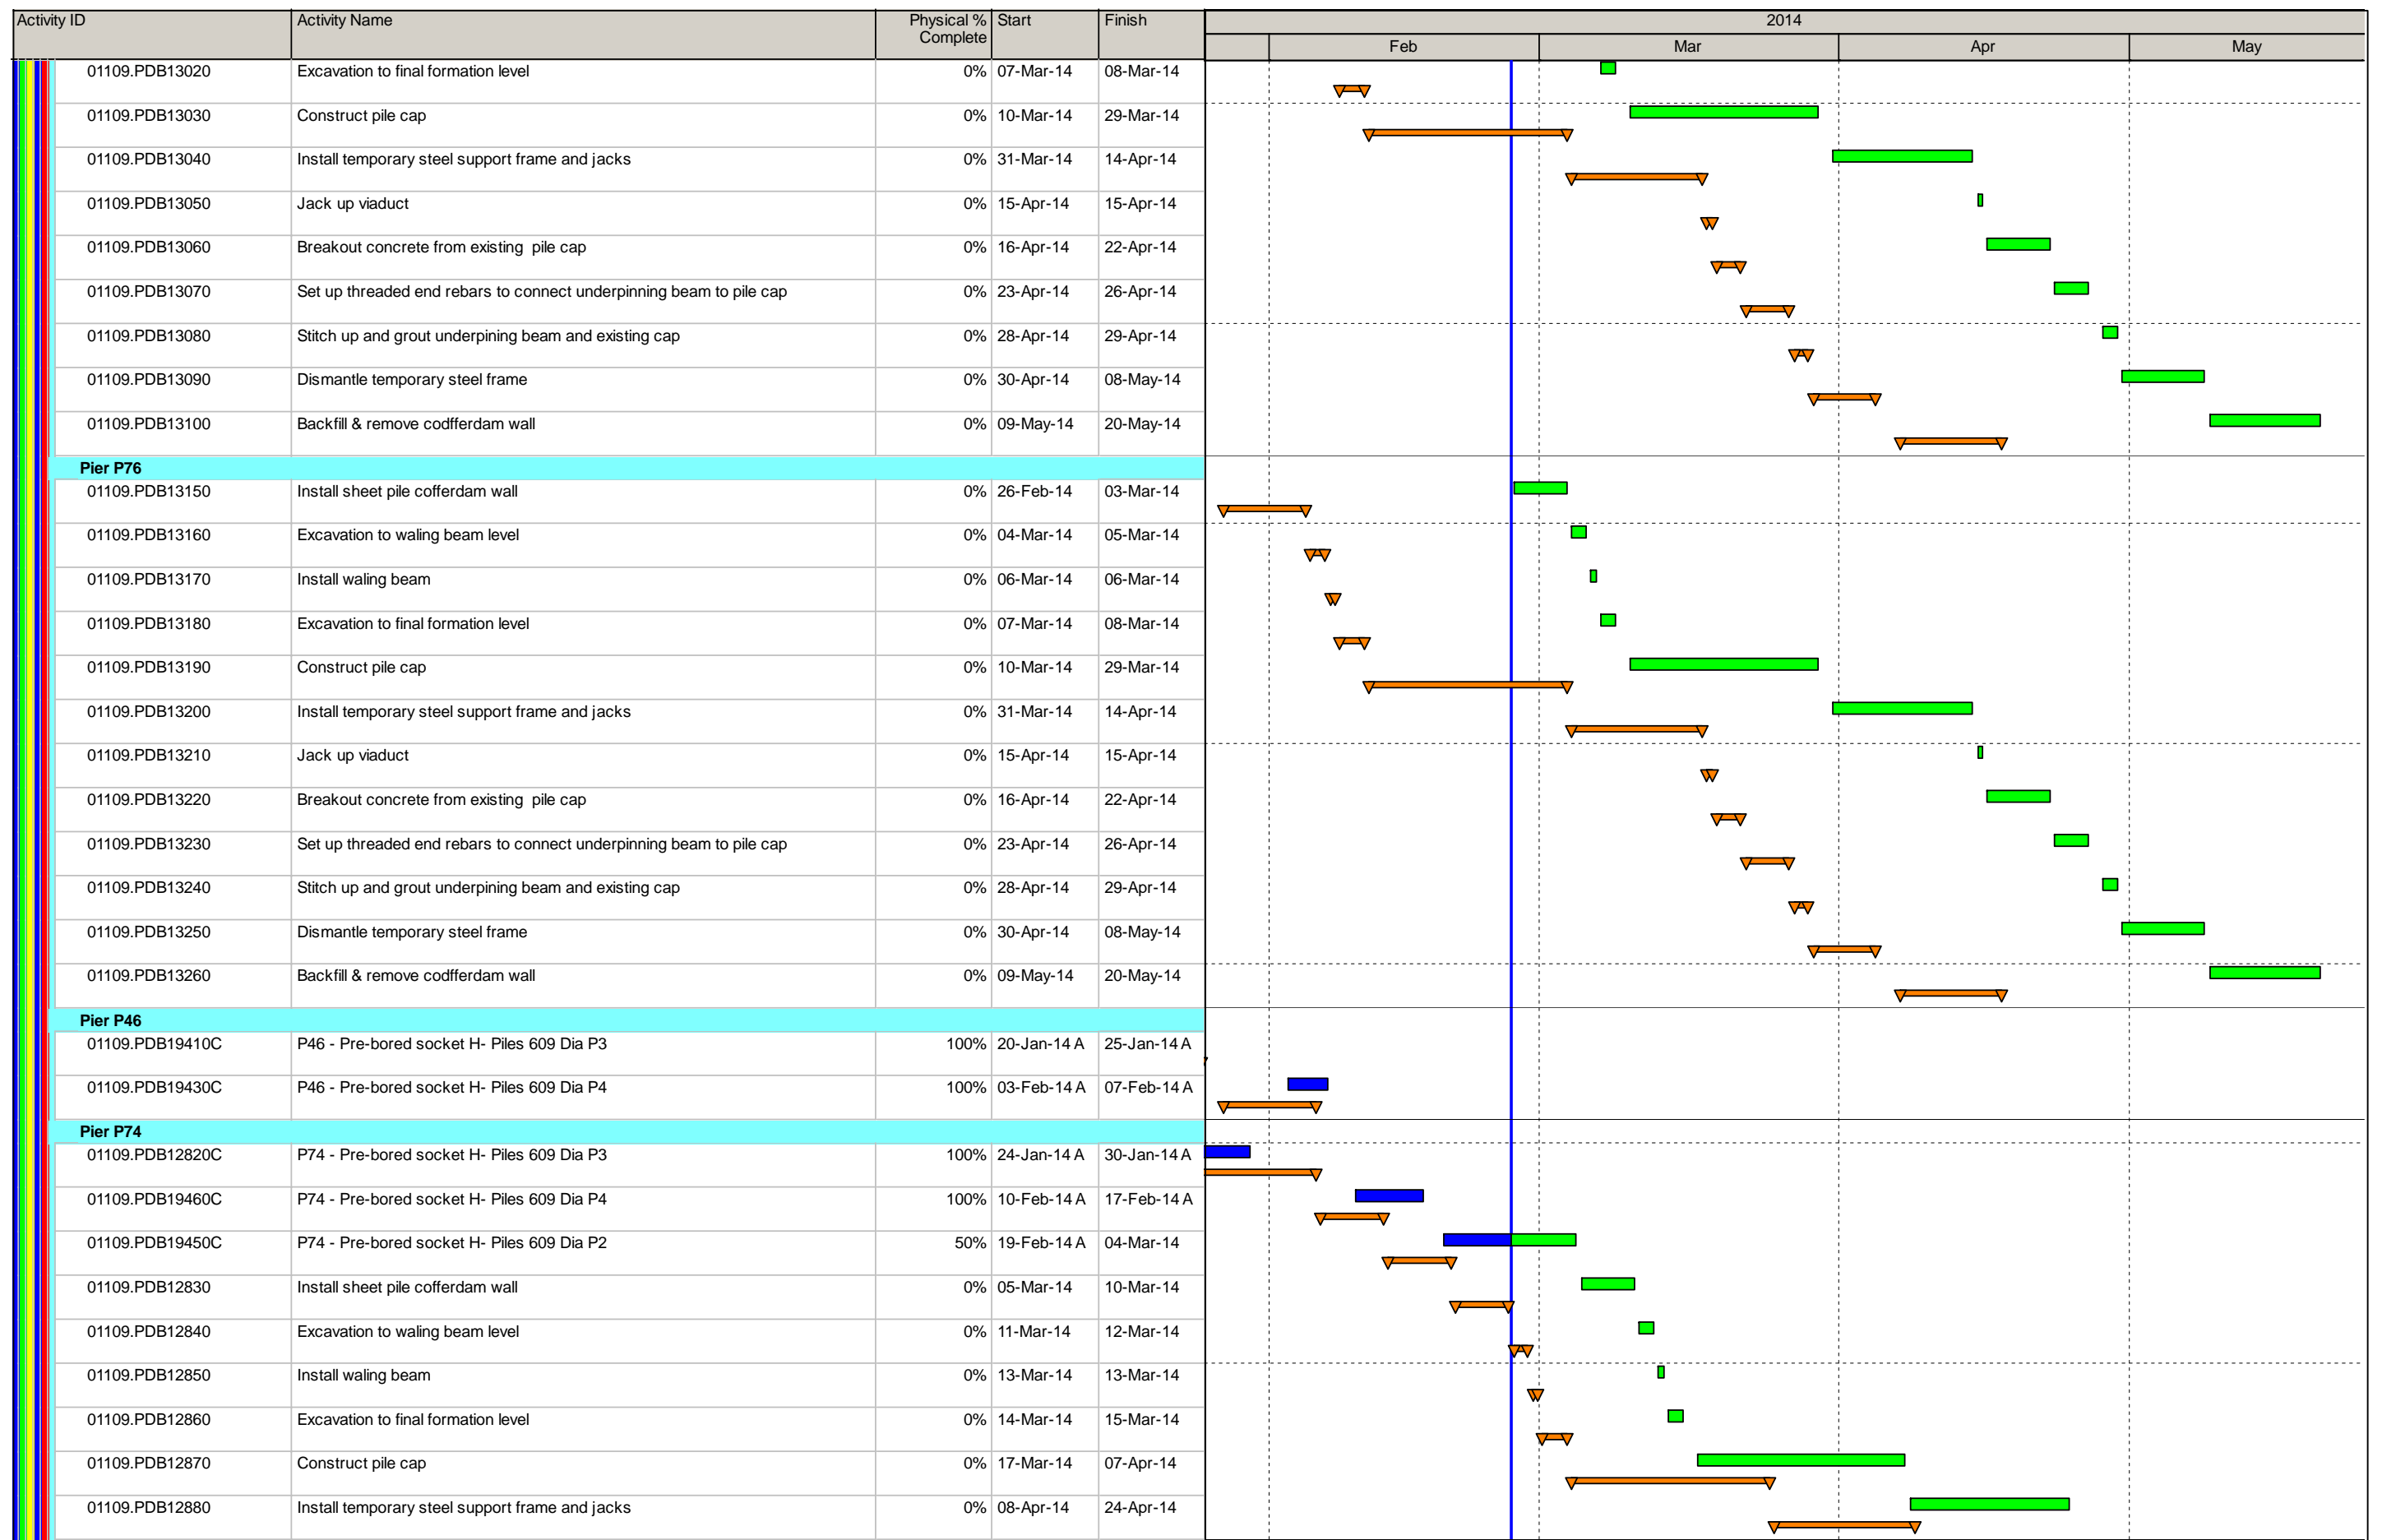 Activity ID Activity Name Physical % Complete Start Finish 2014
Feb Mar Apr May
01109.PDB13020 Excavation to final formation level 0% 07-Mar-14 08-Mar-14
01109.PDB13030 Construct pile cap 0% 10-Mar-14 29-Mar-14
01109.PDB13040 Install temporary steel support frame and jacks 0% 31-Mar-14 14-Apr-14
01109.PDB13050 Jack up viaduct 0% 15-Apr-14 15-Apr-14
01109.PDB13060 Breakout concrete from existing pile cap 0% 16-Apr-14 22-Apr-14
01109.PDB13070 Set up threaded end rebars to connect underpinning beam to pile cap 0% 23-Apr-14 26-Apr-14
01109.PDB13080 Stitch up and grout underpining beam and existing cap 0% 28-Apr-14 29-Apr-14
01109.PDB13090 Dismantle temporary steel frame 0% 30-Apr-14 08-May-14
01109.PDB13100 Backfill & remove codfferdam wall 0% 09-May-14 20-May-14
Pier P76
01109.PDB13150 Install sheet pile cofferdam wall 0% 26-Feb-14 03-Mar-14
01109.PDB13160 Excavation to waling beam level 0% 04-Mar-14 05-Mar-14
01109.PDB13170 Install waling beam 0% 06-Mar-14 06-Mar-14
01109.PDB13180 Excavation to final formation level 0% 07-Mar-14 08-Mar-14
01109.PDB13190 Construct pile cap 0% 10-Mar-14 29-Mar-14
01109.PDB13200 Install temporary steel support frame and jacks 0% 31-Mar-14 14-Apr-14
01109.PDB13210 Jack up viaduct 0% 15-Apr-14 15-Apr-14
01109.PDB13220 Breakout concrete from existing pile cap 0% 16-Apr-14 22-Apr-14
01109.PDB13230 Set up threaded end rebars to connect underpinning beam to pile cap 0% 23-Apr-14 26-Apr-14
01109.PDB13240 Stitch up and grout underpining beam and existing cap 0% 28-Apr-14 29-Apr-14
01109.PDB13250 Dismantle temporary steel frame 0% 30-Apr-14 08-May-14
01109.PDB13260 Backfill & remove codfferdam wall 0% 09-May-14 20-May-14
Pier P46
01109.PDB19410C P46 - Pre-bored socket H- Piles 609 Dia P3 100% 20-Jan-14 A 25-Jan-14 A
01109.PDB19430C P46 - Pre-bored socket H- Piles 609 Dia P4 100% 03-Feb-14 A 07-Feb-14 A
Pier P74
01109.PDB12820C P74 - Pre-bored socket H- Piles 609 Dia P3 100% 24-Jan-14 A 30-Jan-14 A
01109.PDB19460C P74 - Pre-bored socket H- Piles 609 Dia P4 100% 10-Feb-14 A 17-Feb-14 A
01109.PDB19450C P74 - Pre-bored socket H- Piles 609 Dia P2 50% 19-Feb-14 A 04-Mar-14
01109.PDB12830 Install sheet pile cofferdam wall 0% 05-Mar-14 10-Mar-14
01109.PDB12840 Excavation to waling beam level 0% 11-Mar-14 12-Mar-14
01109.PDB12850 Install waling beam 0% 13-Mar-14 13-Mar-14
01109.PDB12860 Excavation to final formation level 0% 14-Mar-14 15-Mar-14
01109.PDB12870 Construct pile cap 0% 17-Mar-14 07-Apr-14
01109.PDB12880 Install temporary steel support frame and jacks 0% 08-Apr-14 24-Apr-14